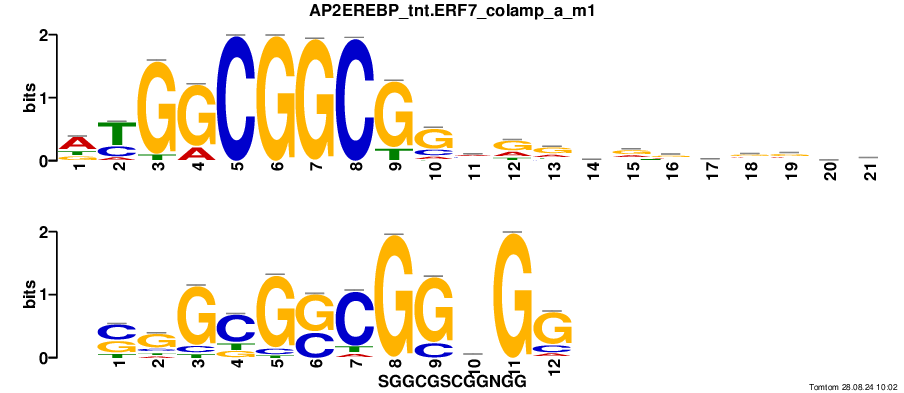 AP2EREBP_tnt.ERF7_colamp_a_m1
2
bits
1
0
1 2 3 4 5 6 7 8 9 10 11 12 13 14 15 16 17 18 19 20 21
2
bits
1
0
1 2 3 4 5 6 7 8 9 10 11 12
SGGCGSCGGNGG
Tomtom 28.08.24 10:02